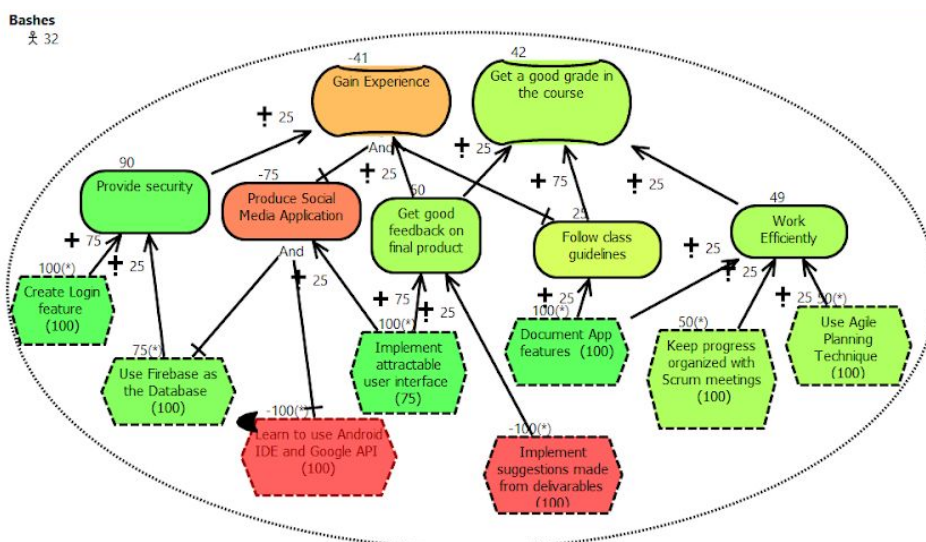 Bashes
32
-41
Gain Experience
42
Get a good grade in
the course
25
And
25
25
90
Provide security
-75
Produce Social
Media Application
50
Get good
feedback on
final product
75
25
25
Follow class
guidelines
49
Work
Efficiently
75
25
And
25
75
25
25
25
25
25
100(*)
Create Login
feature
(100)
75(*)
Use Firebase as
the Database
(100)
100(*)
Implement
attractable
user interface
(75)
100(*)
Document App
features (100)
50(*)
Keep progress
organized with
Scrum meetings
(100)
50(*)
Use Agile
Planning
Technique
(100)
-100(*)
Learn to use Android
IDE and Google API
(100)
-100(*)
Implement
suggestions made
from delivarables
(100)